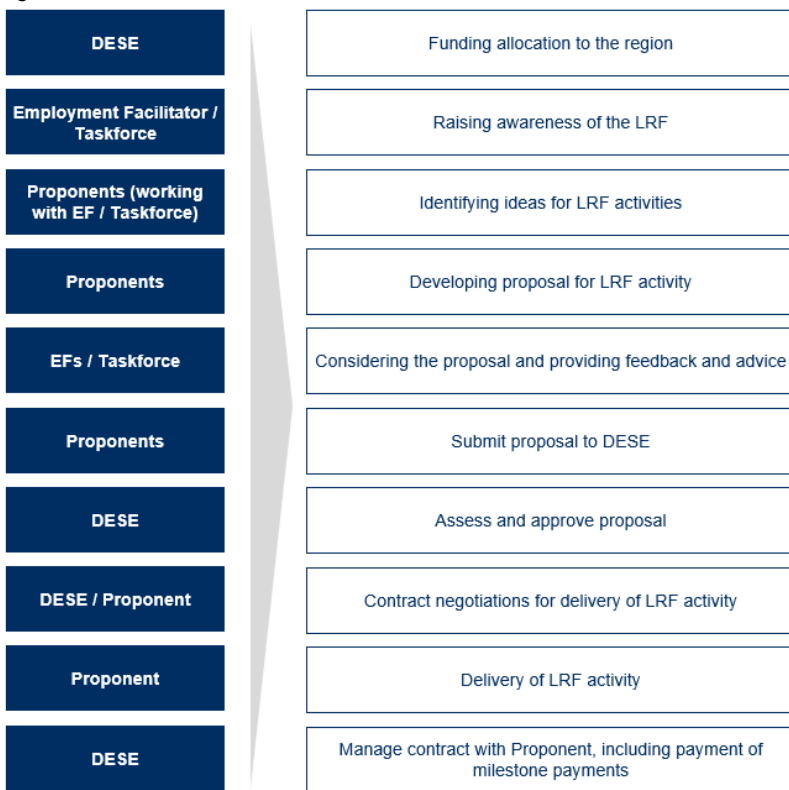 DESE
Funding allocation to the region
Employment Facilitator /
Taskforce
Raising awareness of the LRF
Proponents (working
with EF / Taskforce)
Identifying ideas for LRF activities
Proponents
Developing proposal for LRF activity
EFs / Taskforce
Considering the proposal and providing feedback and advice
Proponents
Submit proposal to DESE
DESE
Assess and approve proposal
DESE / Proponent
Contract negotiations for delivery of LRF activity
Proponent
Delivery of LRF activity
DESE
Manage contract with Proponent, including payment of
milestone payments